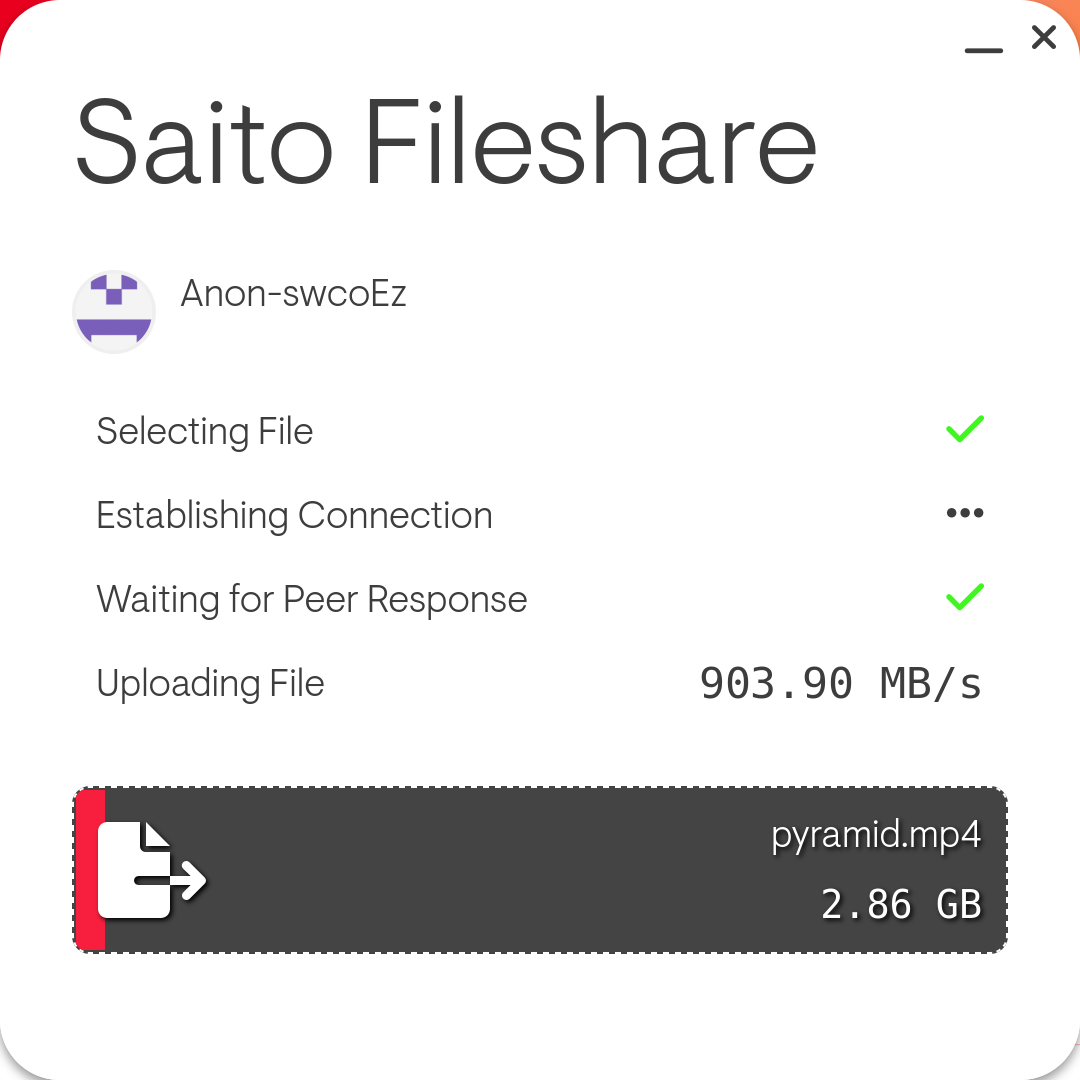 Saito Fileshare
Anon-swcoEz
Selecting File
Establishing Connection
Waiting for Peer Response
Uploading File 903.90 MB/s
pyramid.mp4
2.86 GB